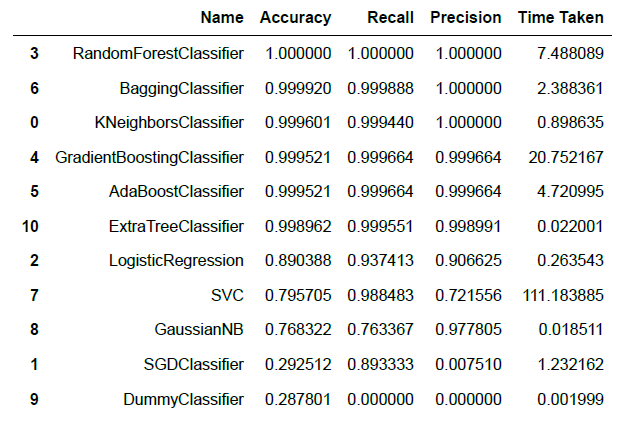 Name Accuracy Recall Precision Time Taken
3 RandomForestClassifier 1.000000 1.000000 1.000000 7.488089
6 BaggingClassifier 0.999920 0.999888 1.000000 2.388361
0 KNeighborsClassifier 0.999601 0.999440 1.000000 0.898635
4 GradientBoostingClassifier 0.999521 0.999664 0.999664 20.752167
5 AdaBoostClassifier 0.999521 0.999664 0.999664 4.720995
10 ExtraTreeClassifier 0.998962 0.999551 0.998991 0.022001
2 LogisticRegression 0.890388 0.937413 0.906625 0.263543
7 SVC 0.795705 0.988483 0.721556 111.183885
8 GaussianNB 0.768322 0.763367 0.977805 0.018511
1 SGDClassifier 0.292512 0.893333 0.007510 1.232162
9 DummyClassifier 0.287801 0.000000 0.000000 0.001999